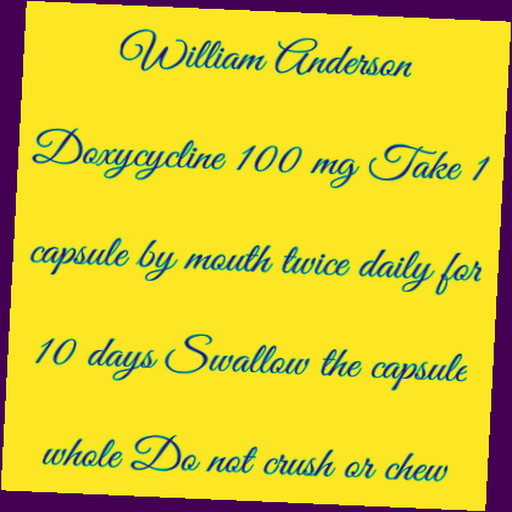 William Anderson
Doxycycline 100 mg Take 1
capsule by mouth twice daily for
10 days Swallow the capsule
whole Do not crush or chew